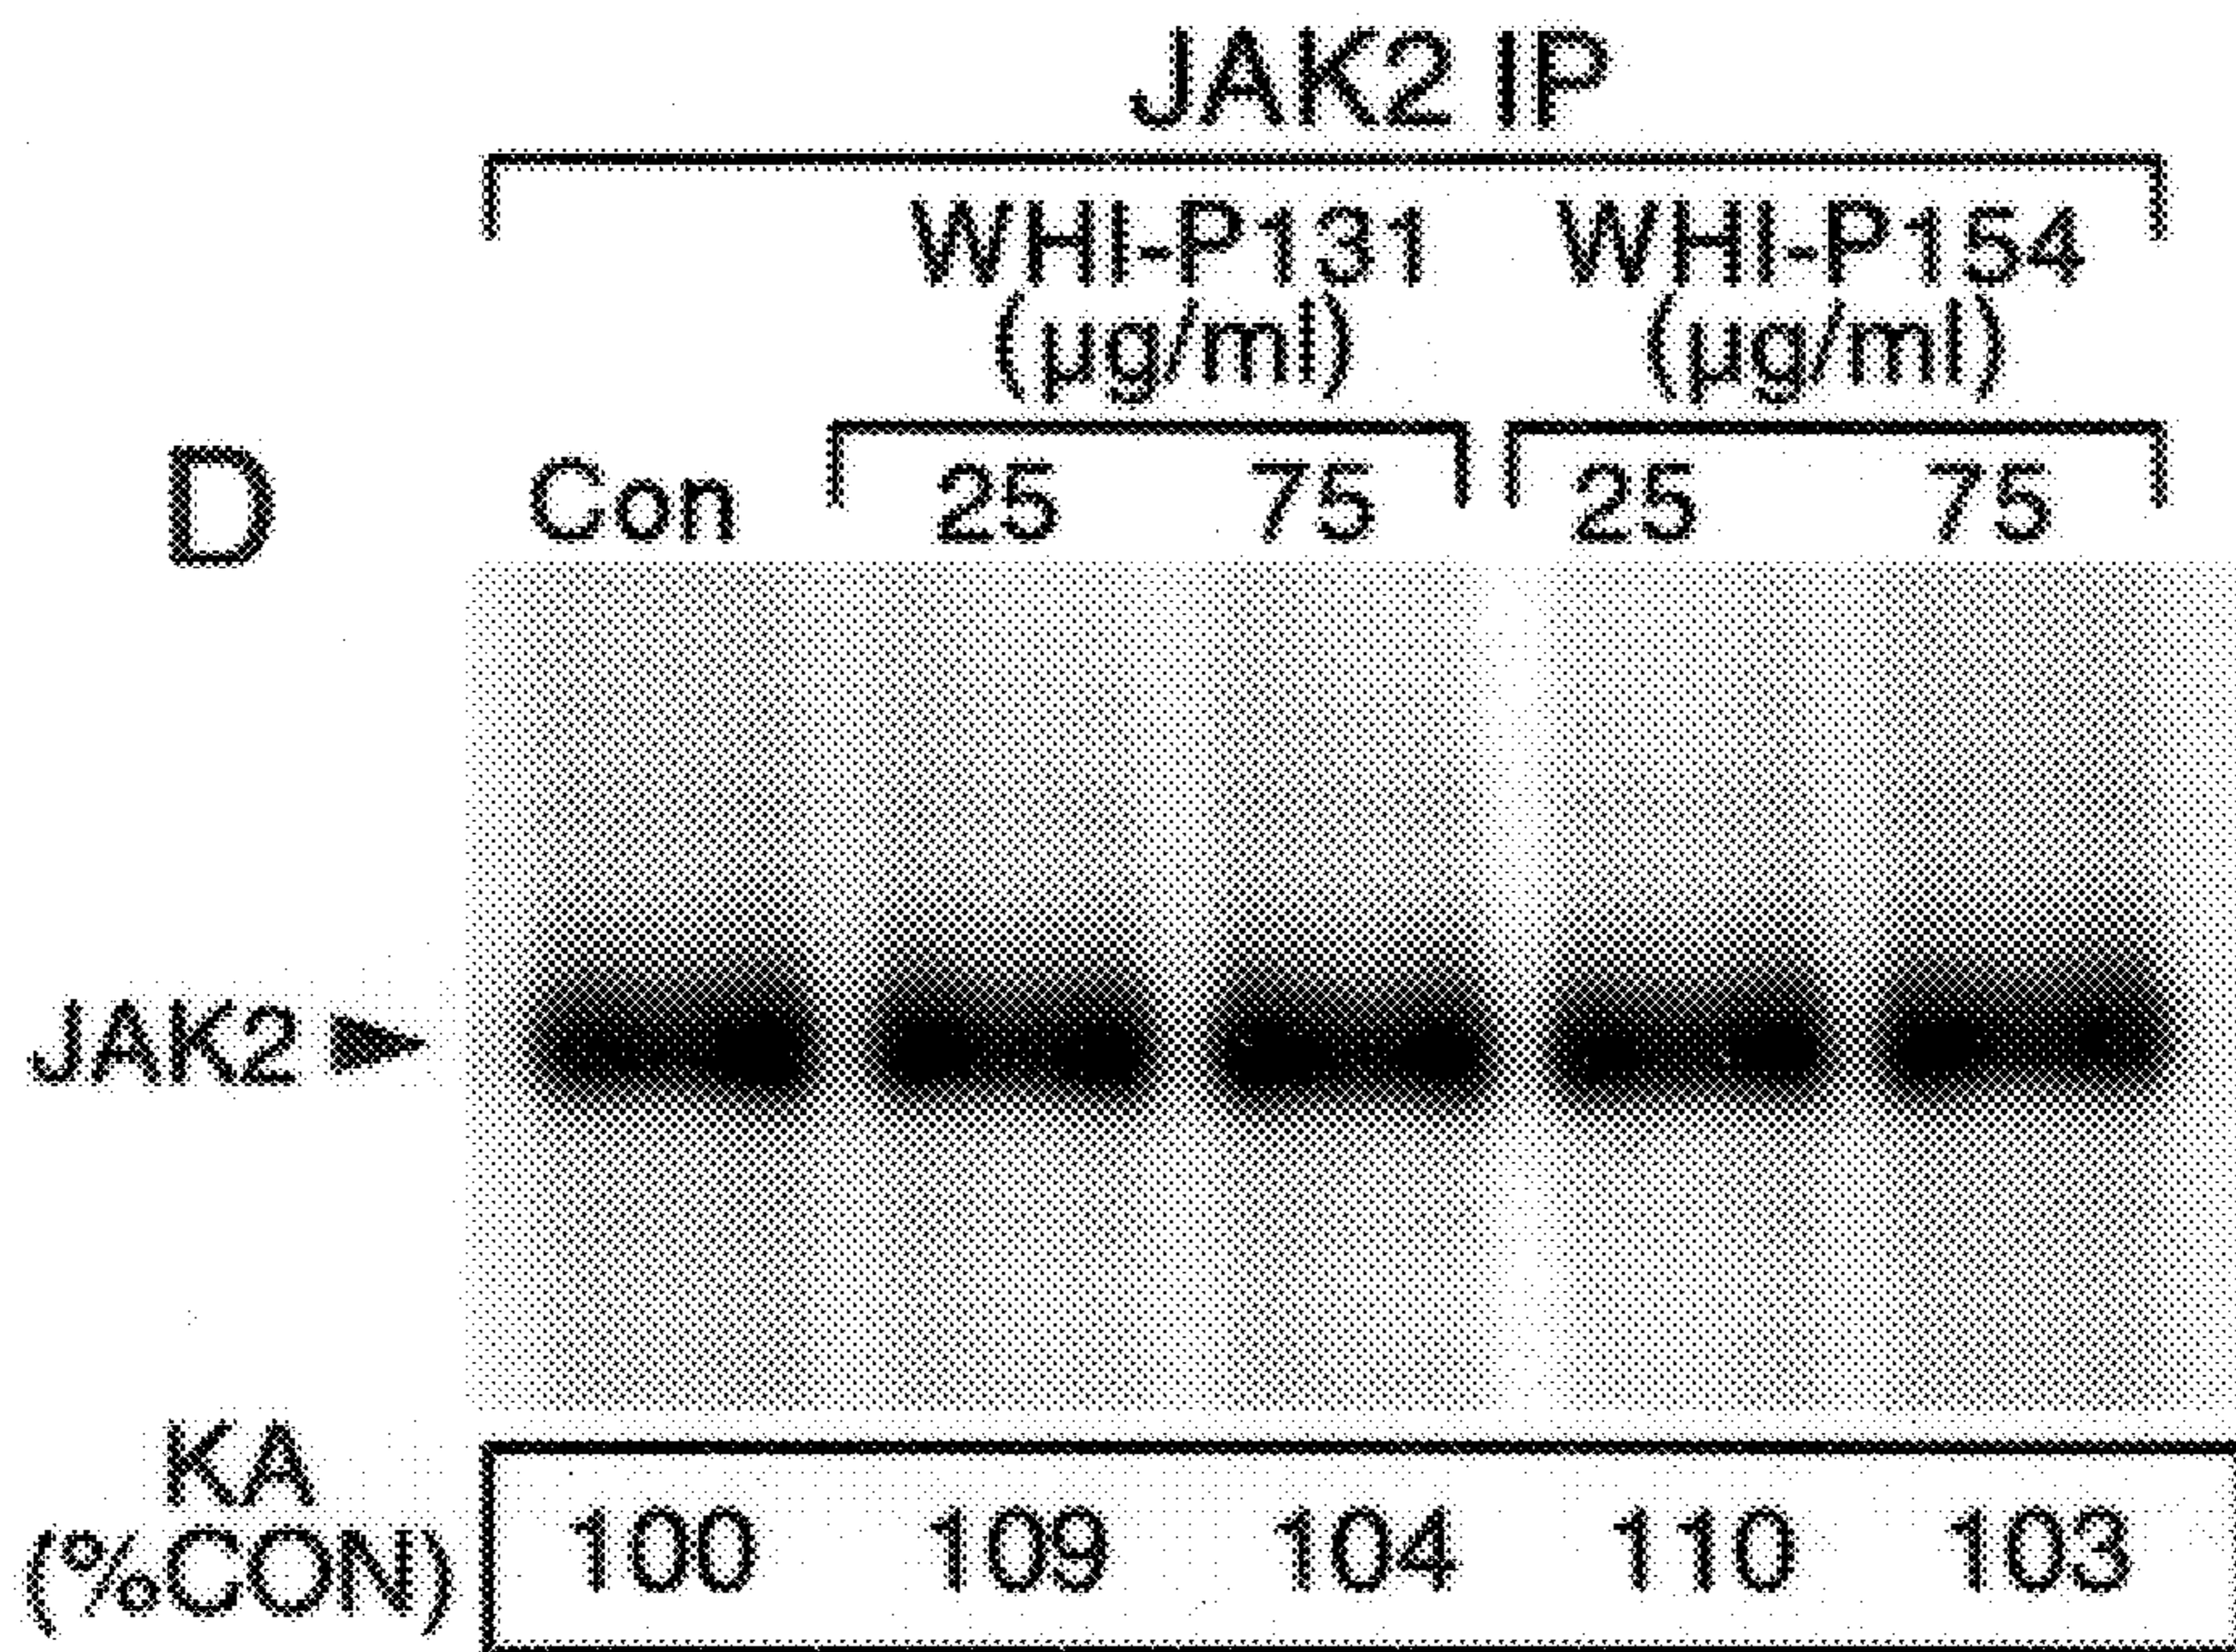 JAK2 IP
WHI-P131 WHI-P154
(µg/ml) (µg/ml)
D Con 25 75 25 75
JAK2
KA
(%CON) 100 109 104 110 103